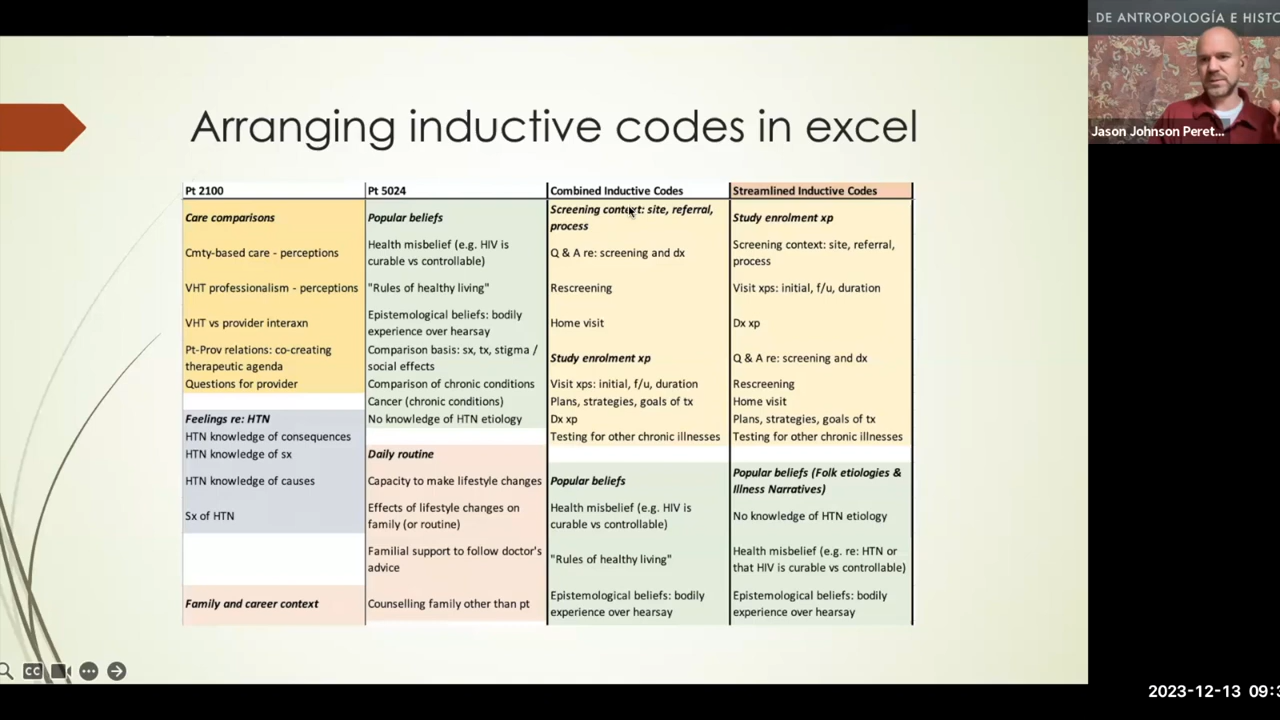 L DE ANTROPOLOGÍA E HISTO
Jason Johnson Peret...
Arranging inductive codes in excel
Pt 2100
Care comparisons
Cmty-based care - perceptions
VHT professionalism - perceptions
VHT vs provider interaxn
Pt-Prov relations: co-creating
therapeutic agenda
Questions for provider
Feelings re: HTN
HTN knowledge of consequences
HTN knowledge of sx
HTN knowledge of causes
Sx of HTN
Family and career context
Pt 5024
Popular beliefs
Health misbelief (e.g. HIV is
curable vs controllable)
"Rules of healthy living"
Epistemological beliefs: bodily
experience over hearsay
Comparison basis: sx, tx, stigma /
social effects
Comparison of chronic conditions
Cancer (chronic conditions)
No knowledge of HTN etiology
Daily routine
Capacity to make lifestyle changes
Effects of lifestyle changes on
family (or routine)
Familial support to follow doctor's
advice
Counselling family other than pt
Combined Inductive Codes
Screening context: site, referral,
process
Q & A re: screening and dx
Rescreening
Home visit
Study enrolment xp
Visit xps: initial, f/u, duration
Plans, strategies, goals of tx
Dx xp
Testing for other chronic illnesses
Popular beliefs
Health misbelief (e.g. HIV is
curable vs controllable)
"Rules of healthy living"
Epistemological beliefs: bodily
experience over hearsay
Streamlined Inductive Codes
Study enrolment xp
Screening context: site, referral,
process
Visit xps: initial, f/u, duration
Dx xp
Q & A re: screening and dx
Rescreening
Home visit
Plans, strategies, goals of tx
Testing for other chronic illnesses
Popular beliefs (Folk etiologies &
Illness Narratives)
No knowledge of HTN etiology
Health misbelief (e.g. re: HTN or
that HIV is curable vs controllable)
Epistemological beliefs: bodily
experience over hearsay
CC
2023-12-13 09:3